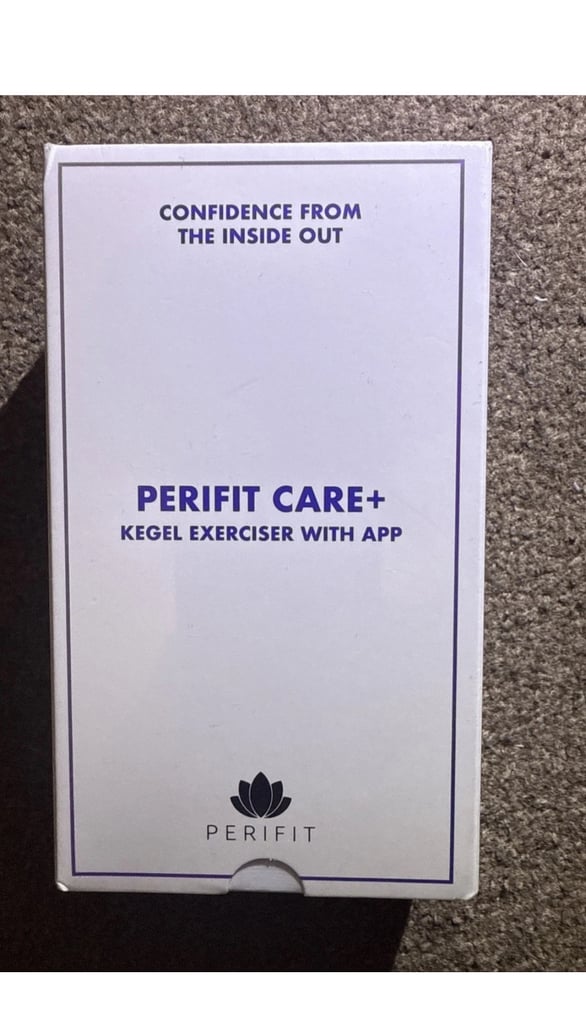 CONFIDENCE FROM
THE INSIDE OUT
PERIFIT CARE+
KEGEL EXERCISER WITH APP
PERIFIT